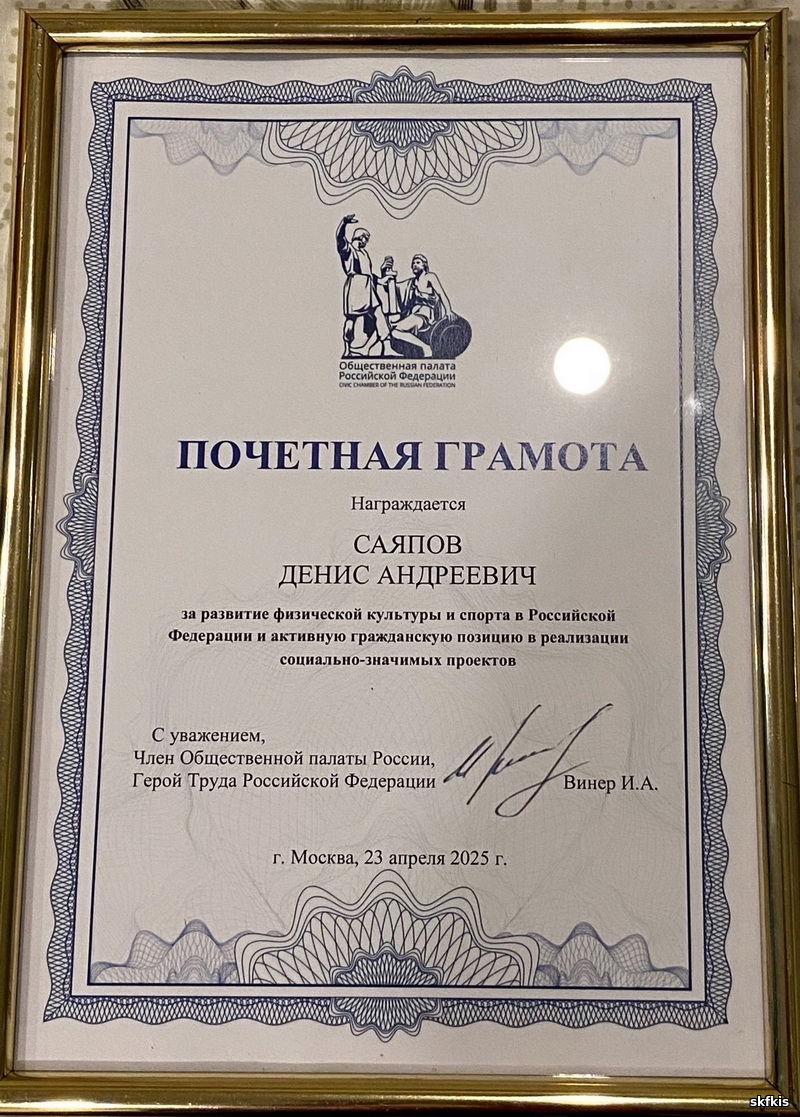 Общественная палата
Российской Федерации
CIVIC CHAMBER OF THE RUSSIAN FEDERATION
ПОЧЕТНАЯ ГРАМОТА
Награждается
САЯПОВ
ДЕНИС АНДРЕЕВИЧ
за развитие физической культуры и спорта в Российской
Федерации и активную гражданскую позицию в реализации
социально-значимых проектов
С уважением,
Член Общественной палаты России,
Герой Труда Российской Федерации
Винер И.А.
г. Москва, 23 апреля 2025 г.
skfkis